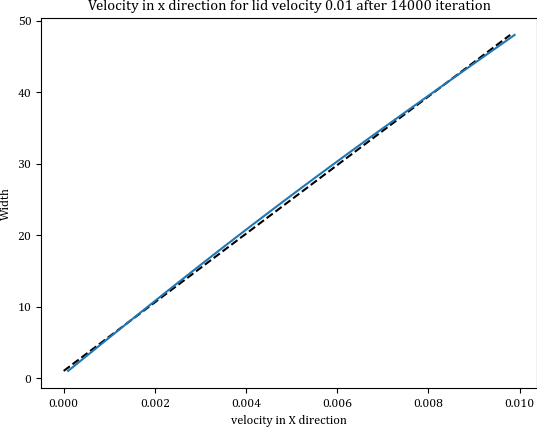 Velocity in x direction for lid velocity 0.01 after 14000 iteration
50
40
30
20
10
0
Width
0.000 0.002 0.004 0.006 0.008 0.010
velocity in X direction